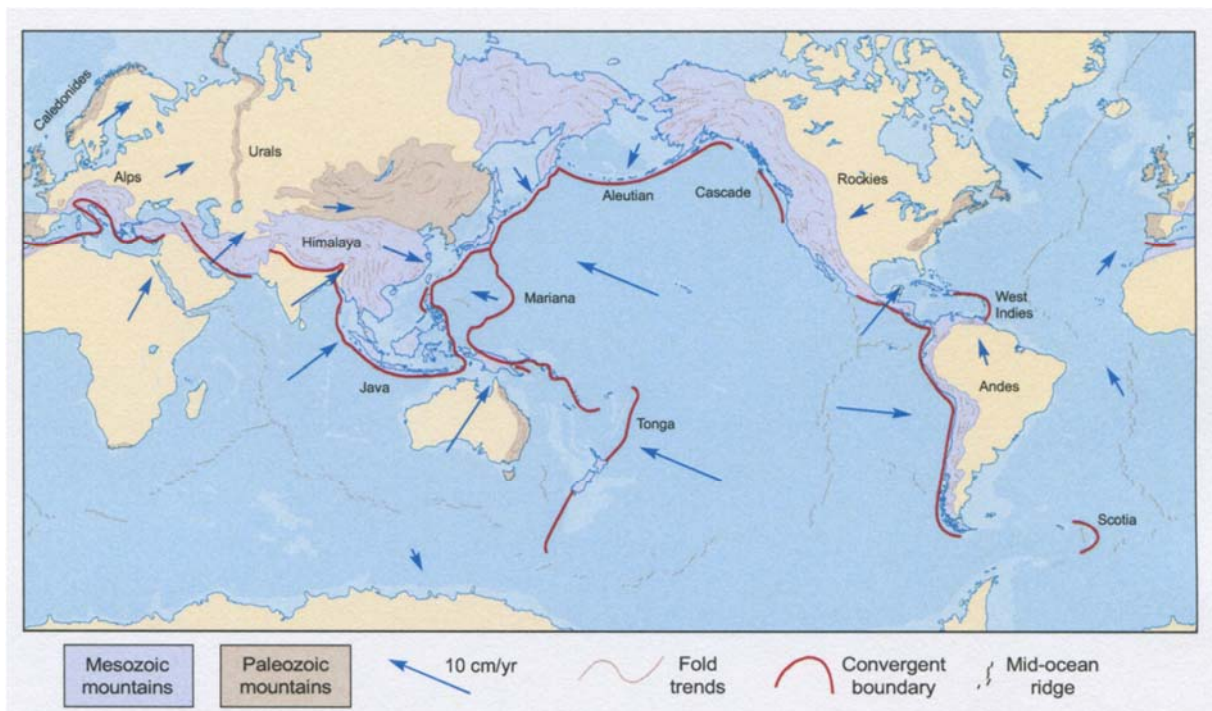 Caledonides
Urals
Alps
Himalaya
Aleutian
Cascade
Rockies
Mariana
West
Indies
Java
Andes
Tonga
Scotia
Mesozoic
mountains
Paleozoic
mountains
10 cm/yr
Fold
trends
Convergent
boundary
Mid-ocean
ridge